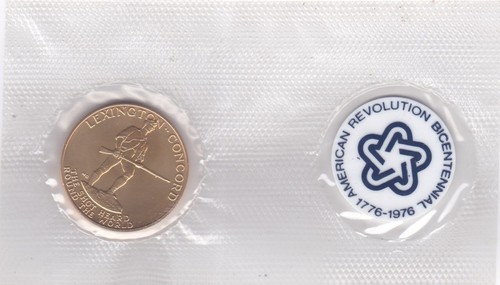 LEXINGTON-CONCORD
THE SHOT HEARD
ROUND THE WORLD
AMERICAN REVOLUTION BICENTENNIAL
1776-1976